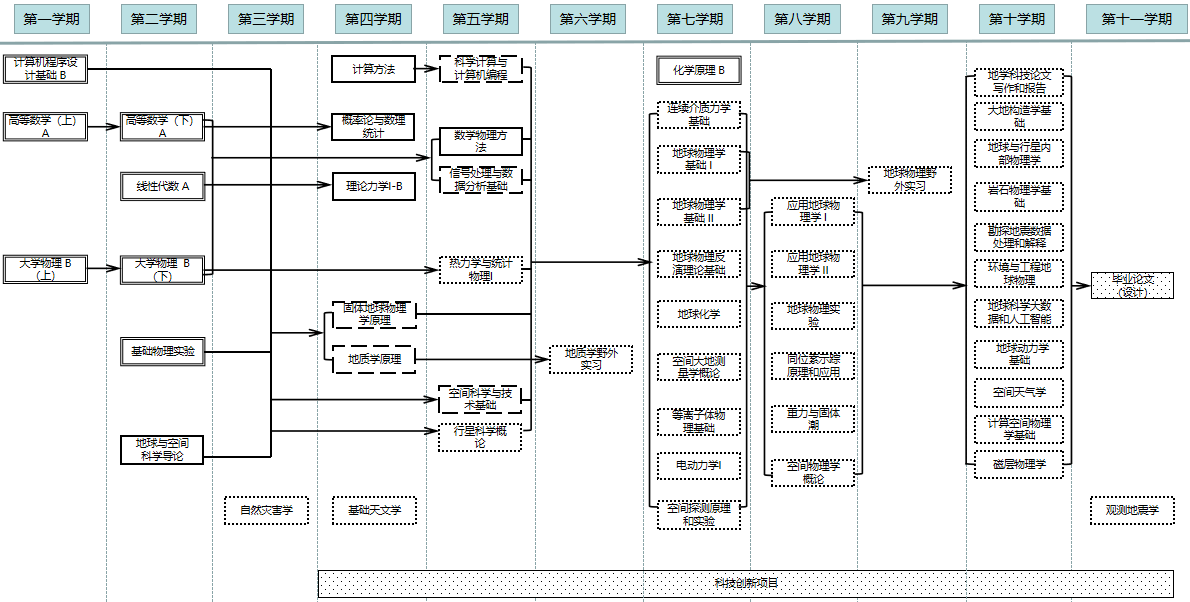 第一学期
第二学期
第三学期
第四学期
第五学期
第六学期
第七学期
第八学期
第九学期
第十学期
第十一学期
计算机程序设
计基础 B
高等数学（上）
A
大学物理 B
（上）
高等数学（下）
A
线性代数 A
大学物理 B
（下）
基础物理实验
地球与空间
科学导论
自然灾害学
计算方法
概率论与数理
统计
理论力学I-B
固体地球物理
学原理
地质学原理
基础天文学
科学计算与
计算机编程
数学物理方
法
信号处理与数
据分析基础
热力学与统计
物理I
空间科学与技
术基础
行星科学概
论
地质学野外
实习
化学原理 B
连续介质力学
基础
地球物理学
基础 I
地球物理学
基础 II
地球物理反
演理论基础
地球化学
空间大地测
量学概论
等离子体物
理基础
电动力学I
空间探测原理
和实验
应用地球物
理学 I
应用地球物
理学 II
地球物理实
验
同位素示踪
原理和应用
重力与固体
潮
空间物理学
概论
地球物理野
外实习
地学科技论文
写作和报告
大地构造学基
础
地球与行星内
部物理学
岩石物理学基
础
勘探地震数据
处理和解释
环境与工程地
球物理
地球科学大数
据和人工智能
地球动力学
基础
空间天气学
计算空间物理
学基础
磁层物理学
毕业论文
（设计）
观测地震学
科技创新项目